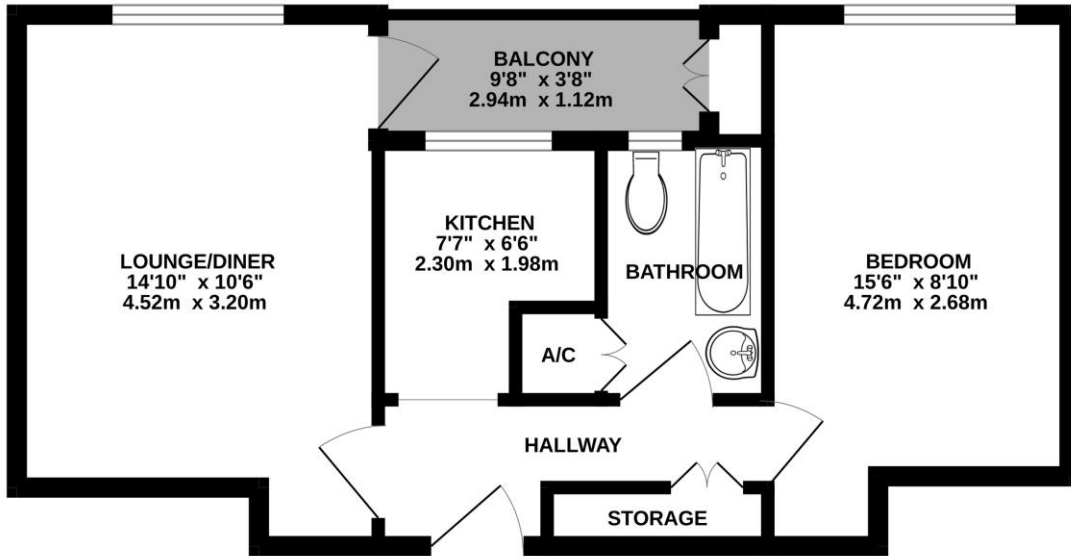 BALCONY
9'8" x 3'8"
2.94m x 1.12m
LOUNGE/DINER
14'10" x 10'6"
4.52m x 3.20m
KITCHEN
7'7" x 6'6"
2.30m x 1.98m
BATHROOM
BEDROOM
15'6" x 8'10"
4.72m x 2.68m
A/C
HALLWAY
STORAGE